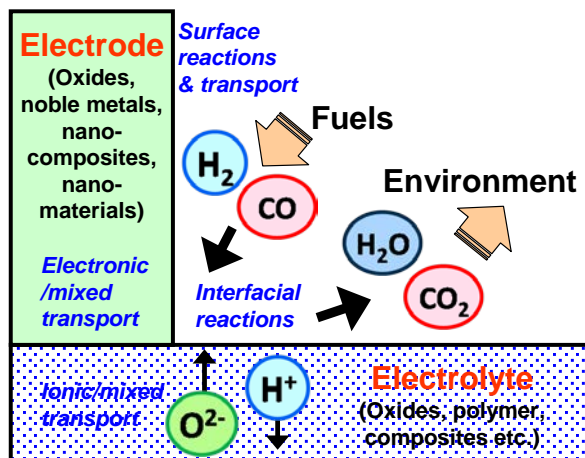 Electrode
(Oxides,
noble metals,
nano-
composites,
nano-
materials)
Electronic
/mixed
transport
Surface
reactions
& transport
Fuels
H₂
CO
Environment
H₂O
CO₂
Interfacial
reactions
Ionic/mixed
transport
O²⁻
H⁺
Electrolyte
(Oxides, polymer,
composites etc.)